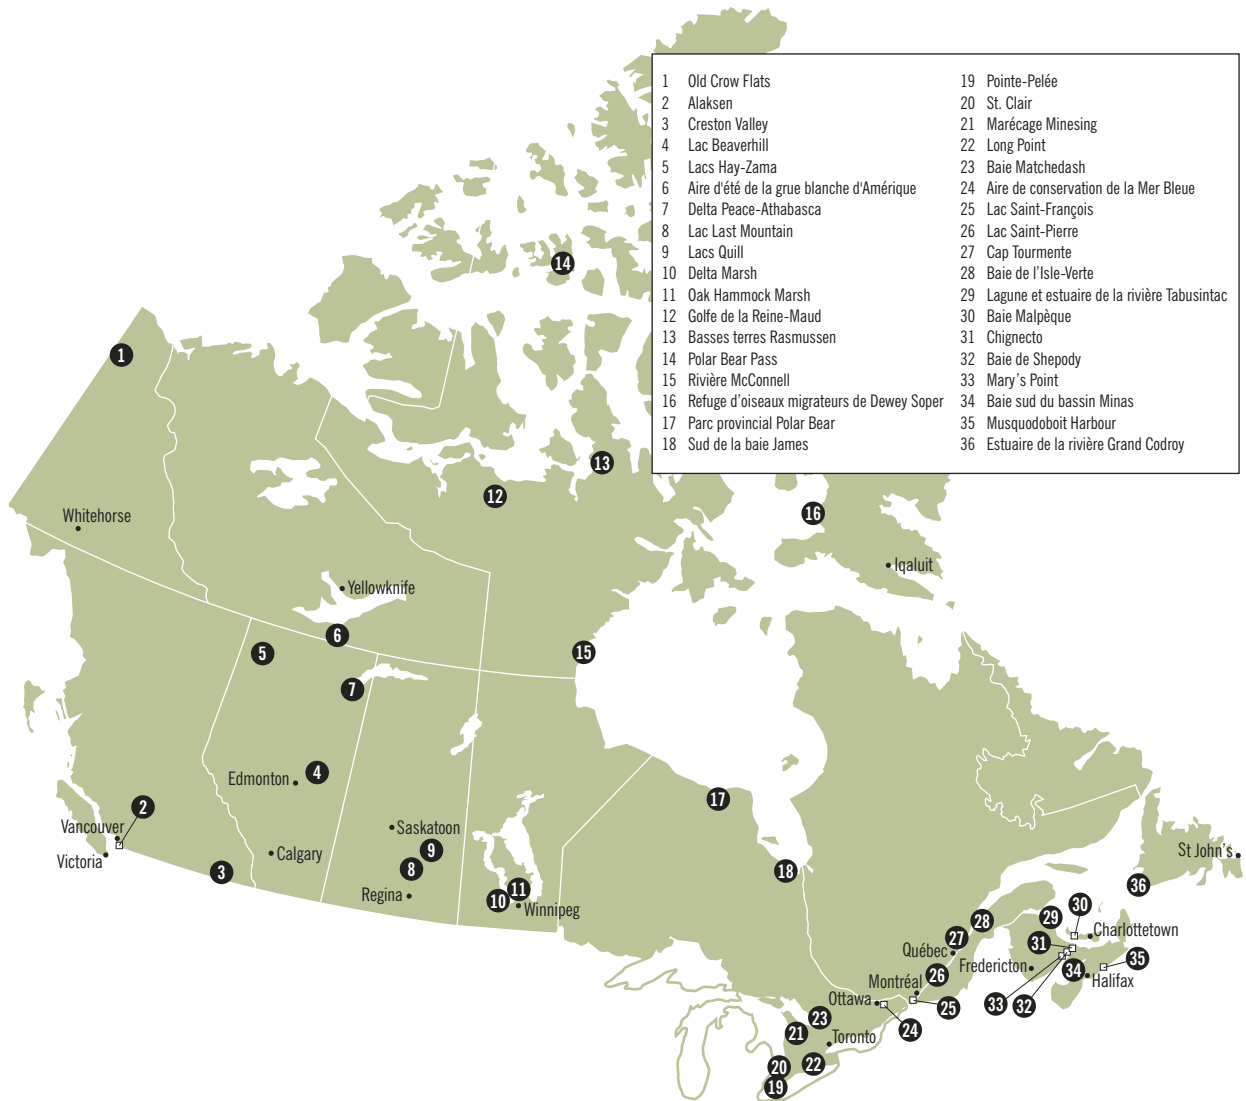 1 Old Crow Flats
2 Alaksen
3 Creston Valley
4 Lac Beaverhill
5 Lacs Hay-Zama
6 Aire d'été de la grue blanche d'Amérique
7 Delta Peace-Athabasca
8 Lac Last Mountain
9 Lacs Quill
10 Delta Marsh
11 Oak Hammock Marsh
12 Golfe de la Reine-Maud
13 Basses terres Rasmussen
14 Polar Bear Pass
15 Rivière McConnell
16 Refuge d'oiseaux migrateurs de Dewey Soper
17 Parc provincial Polar Bear
18 Sud de la baie James
19 Pointe-Pelée
20 St. Clair
21 Marécage Minesing
22 Long Point
23 Baie Matchedash
24 Aire de conservation de la Mer Bleue
25 Lac Saint-François
26 Lac Saint-Pierre
27 Cap Tourmente
28 Baie de l'Isle-Verte
29 Lagune et estuaire de la rivière Tabusintac
30 Baie Malpèque
31 Chignecto
32 Baie de Shepody
33 Mary's Point
34 Baie sud du bassin Minas
35 Musquodoboit Harbour
36 Estuaire de la rivière Grand Codroy
14
1
13
12
16
Whitehorse
Iqaluit
Yellowknife
6
5
15
7
4
Edmonton
17
2
Vancouver
Saskatoon
9
Victoria
Calgary
St John's
8
3
18
36
11
Regina
10
Winnipeg
30
29
28
Charlottetown
27
31
Québec
35
Fredericton
34
26
Montréal
Halifax
Ottawa
33
32
25
23
24
21
Toronto
22
20
19